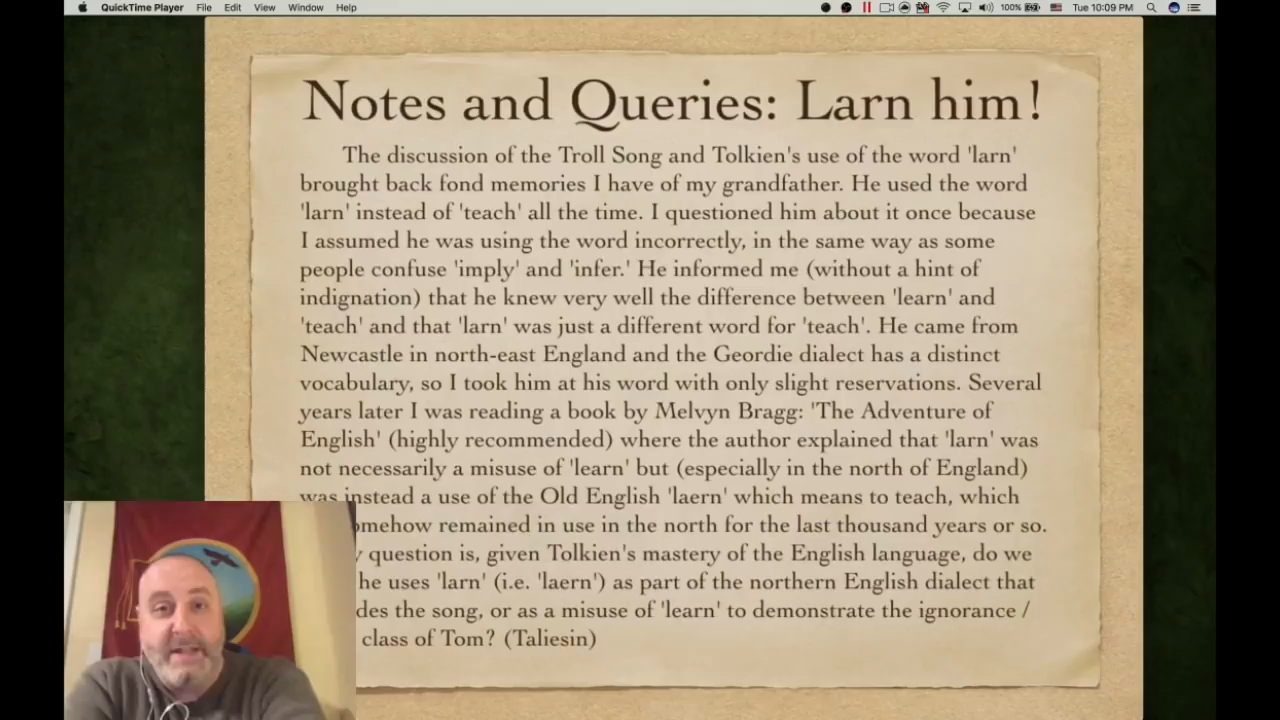 QuickTime Player File Edit View Window Help 100% Tue 10:09 PM
Notes and Queries: Larn him!
The discussion of the Troll Song and Tolkien's use of the word 'larn'
brought back fond memories I have of my grandfather. He used the word
'larn' instead of 'teach' all the time. I questioned him about it once because
I assumed he was using the word incorrectly, in the same way as some
people confuse 'imply' and 'infer.' He informed me (without a hint of
indignation) that he knew very well the difference between 'learn' and
'teach' and that 'larn' was just a different word for 'teach'. He came from
Newcastle in north-east England and the Geordie dialect has a distinct
vocabulary, so I took him at his word with only slight reservations. Several
years later I was reading a book by Melvyn Bragg: 'The Adventure of
English' (highly recommended) where the author explained that 'larn' was
not necessarily a misuse of 'learn' but (especially in the north of England)
was instead a use of the Old English 'laern' which means to teach, which
omehow remained in use in the north for the last thousand years or so.
question is, given Tolkien's mastery of the English language, do we
he uses 'larn' (i.e. 'laern') as part of the northern English dialect that
des the song, or as a misuse of 'learn' to demonstrate the ignorance /
class of Tom? (Taliesin)